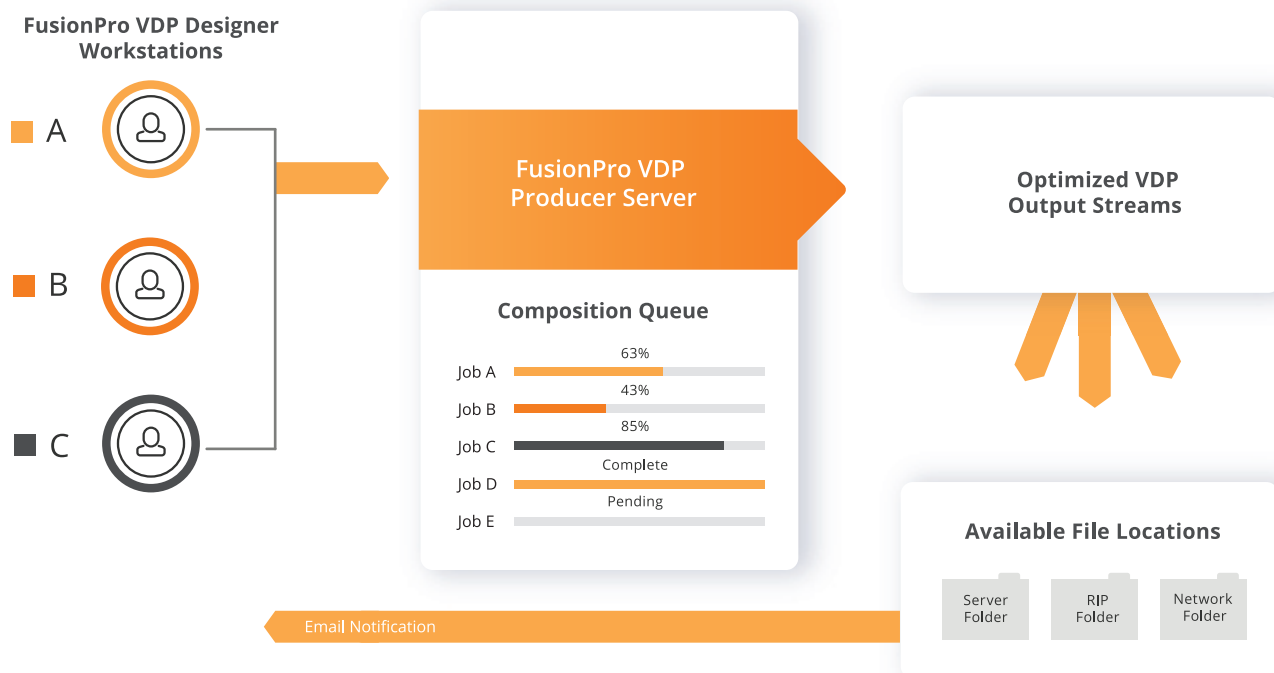 FusionPro VDP Designer
Workstations
A
B
C
FusionPro VDP
Producer Server
Composition Queue
63%
Job A
43%
Job B
85%
Job C
Complete
Job D
Pending
Job E
Optimized VDP
Output Streams
Available File Locations
Server
Folder
RIP
Folder
Network
Folder
Email Notification